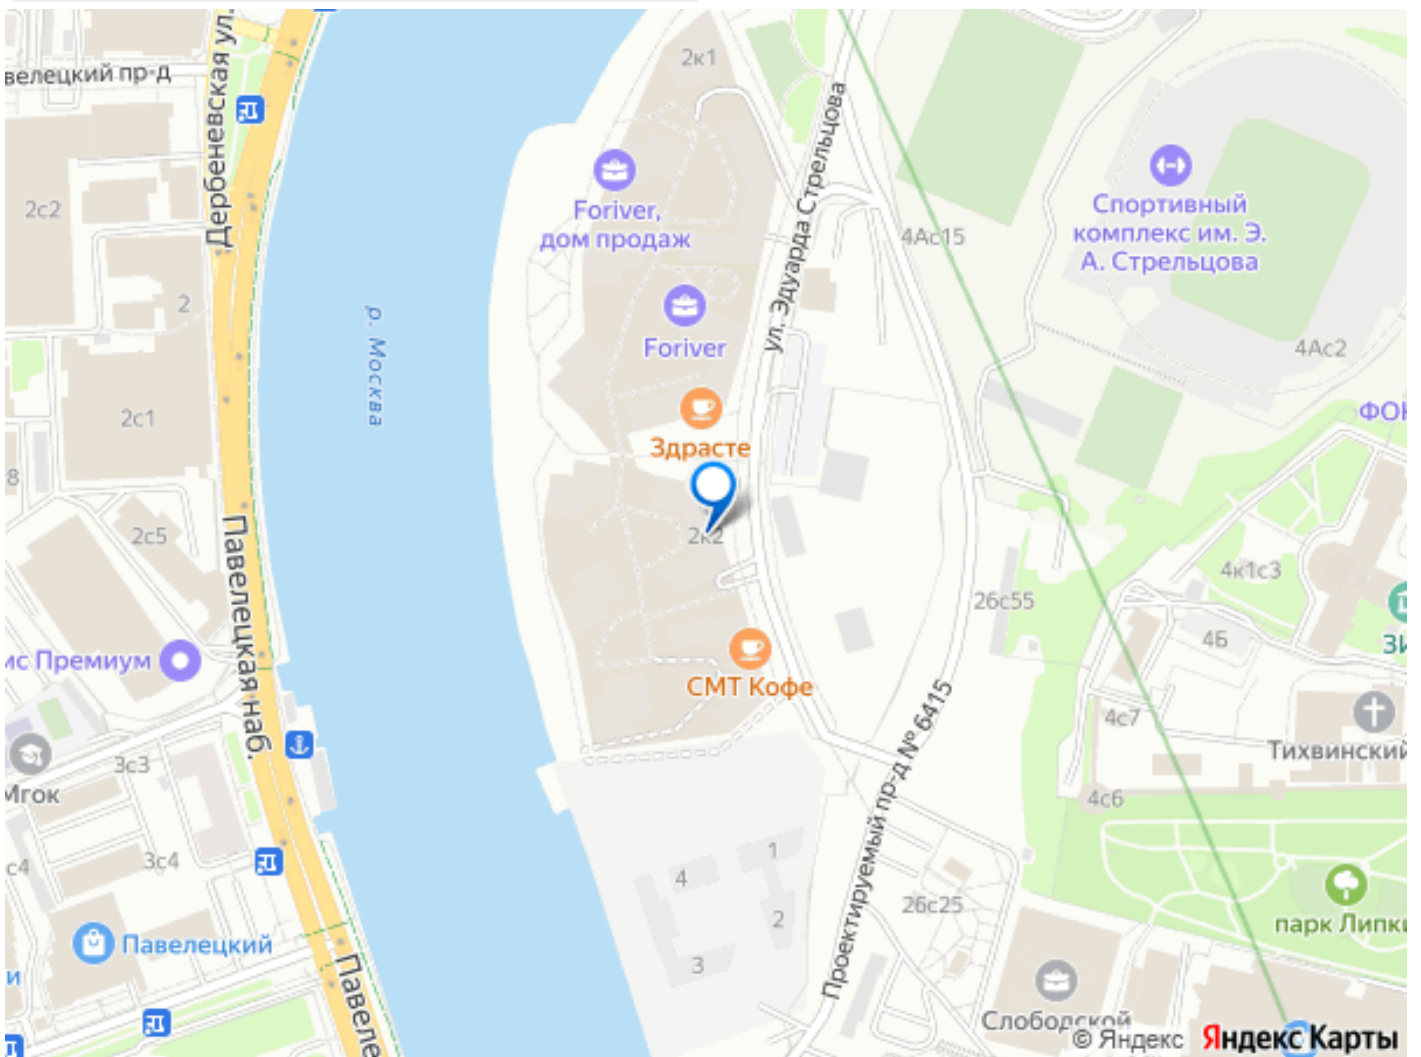 2к1
Дербеневская ул.
велецкий пр-д
2с2
Foriver,
дом продаж
ул. Эдуарда Стрельцова
4Ас15
Спортивный
комплекс им. Э.
А. Стрельцова
2
р. Москва
Foriver
4Ас2
2с1
Здрасте
ФОК
8
2с5
2к2
Павелецкая наб.
4к1с3
26с55
4Б
ис Премиум
СМТ Кофе
ЗИ
4с7
Проектируемый пр-д № 6415
Тихвинский
3с3
Мгок
4с6
3с4
с4
1
4
2
26с25
3
парк Липки
Павелецкий
и
Павеле
Слободской
© Яндекс Яндекс Карты